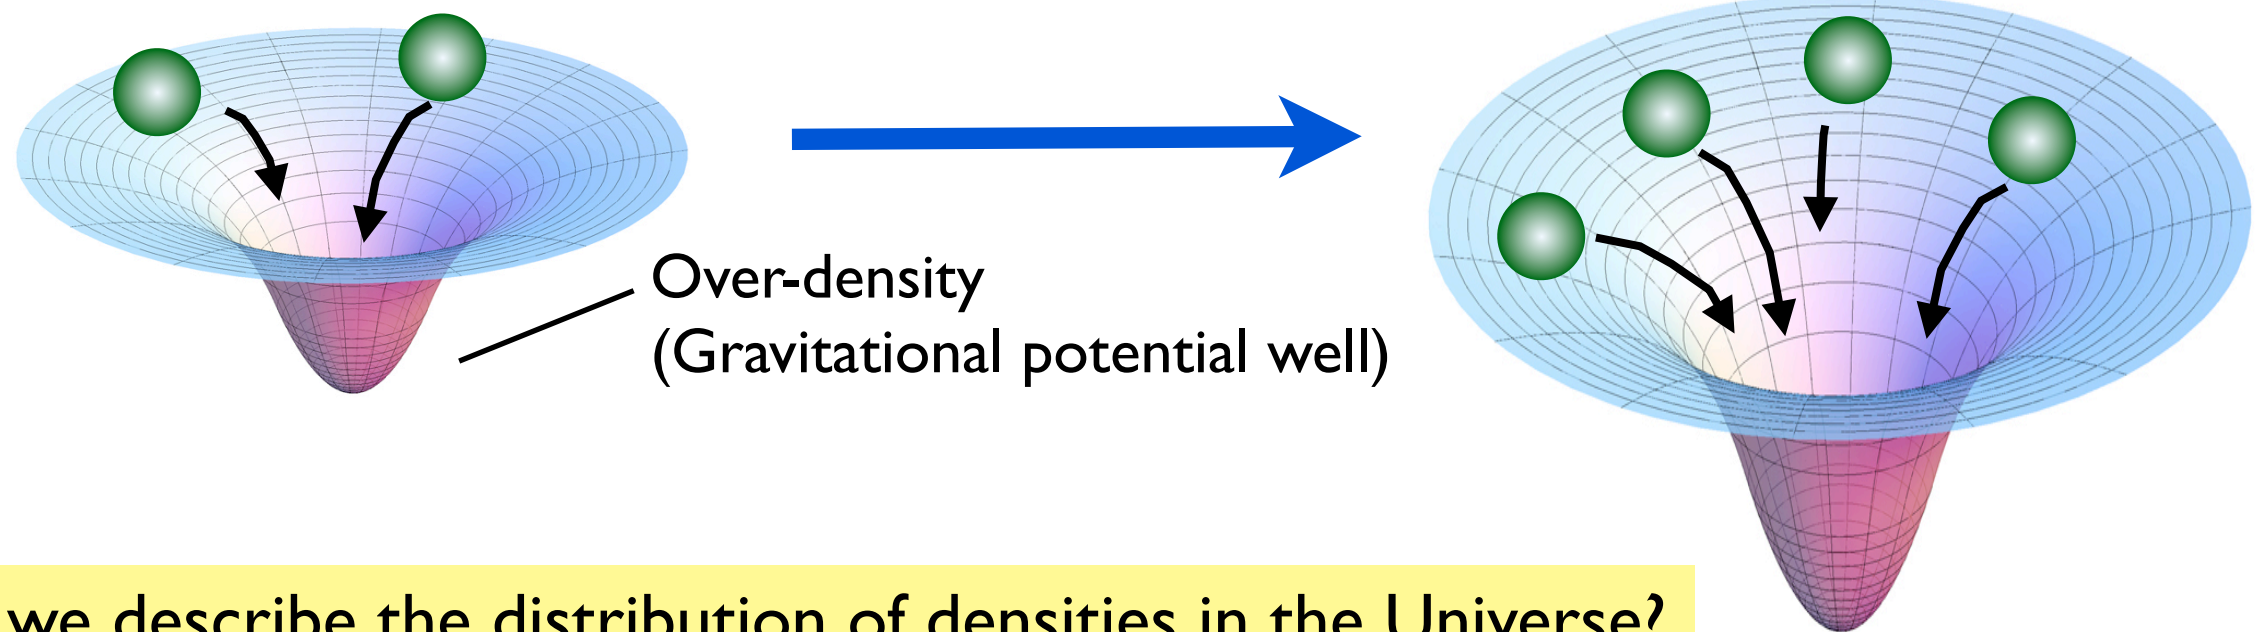 Over-density
(Gravitational potential well)
we describe the distribution of densities in the Universe?